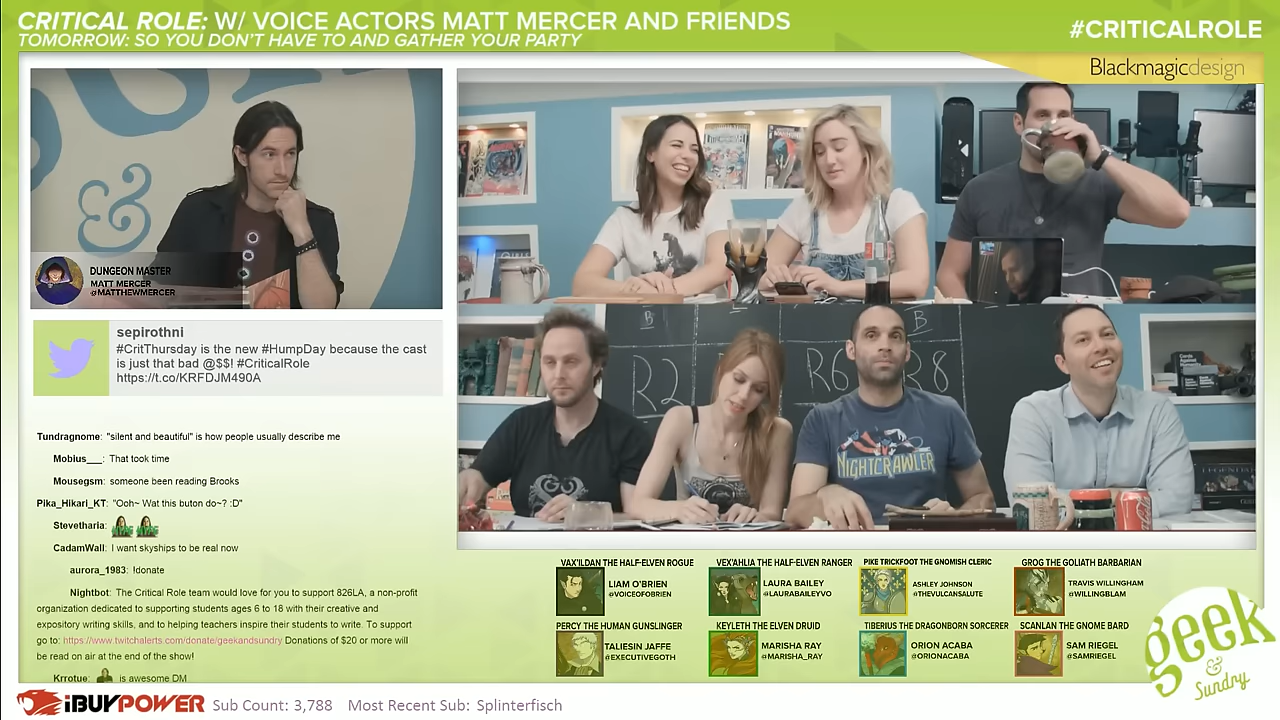 CRITICAL ROLE: W/ VOICE ACTORS MATT MERCER AND FRIENDS
TOMORROW: SO YOU DON'T HAVE TO AND GATHER YOUR PARTY
#CRITICALROLE
Blackmagicdesign
&
DUNGEON MASTER
MATT MERCER
@MATTHEWMERCER
sepirothni
#CritThursday is the new #HumpDay because the cast
is just that bad @$$! #CriticalRole
https://t.co/KRFDJM490A
B
B
R2
R6
R8
NIGHTCRAWLER
Tundragnome: "silent and beautiful" is how people usually describe me
Mobius___: That took time
Mousegsm: someone been reading Brooks
Pika_Hikari_KT: "Ooh~ Wat this buton do~? :D"
Stevetharia:
CadamWall: I want skyships to be real now
aurora_1983: !donate
Nightbot: The Critical Role team would love for you to support 826LA, a non-profit
organization dedicated to supporting students ages 6 to 18 with their creative and
expository writing skills, and to helping teachers inspire their students to write. To support
go to: https://www.twitchalerts.com/donate/geekandsundry Donations of $20 or more will
be read on air at the end of the show!
Krrotue: is awesome DM
VAX'ILDAN THE HALF-ELVEN ROGUE
LIAM O'BRIEN
@VOICEOFOBRIEN
VEX'AHLIA THE HALF-ELVEN RANGER
LAURA BAILEY
@LAURABAILEYVO
PIKE TRICKFOOT THE GNOMISH CLERIC
ASHLEY JOHNSON
@THEVULCANSALUTE
GROG THE GOLIATH BARBARIAN
TRAVIS WILLINGHAM
@WILLINGBLAM
PERCY THE HUMAN GUNSLINGER
TALIESIN JAFFE
@EXECUTIVEGOTH
KEYLETH THE ELVEN DRUID
MARISHA RAY
@MARISHA_RAY
TIBERIUS THE DRAGONBORN SORCERER
ORION ACABA
@ORIONACABA
SCANLAN THE GNOME BARD
SAM RIEGEL
@SAMRIEGEL
geek
&
Sundry
iBUYPOWER Sub Count: 3,788 Most Recent Sub: Splinterfisch